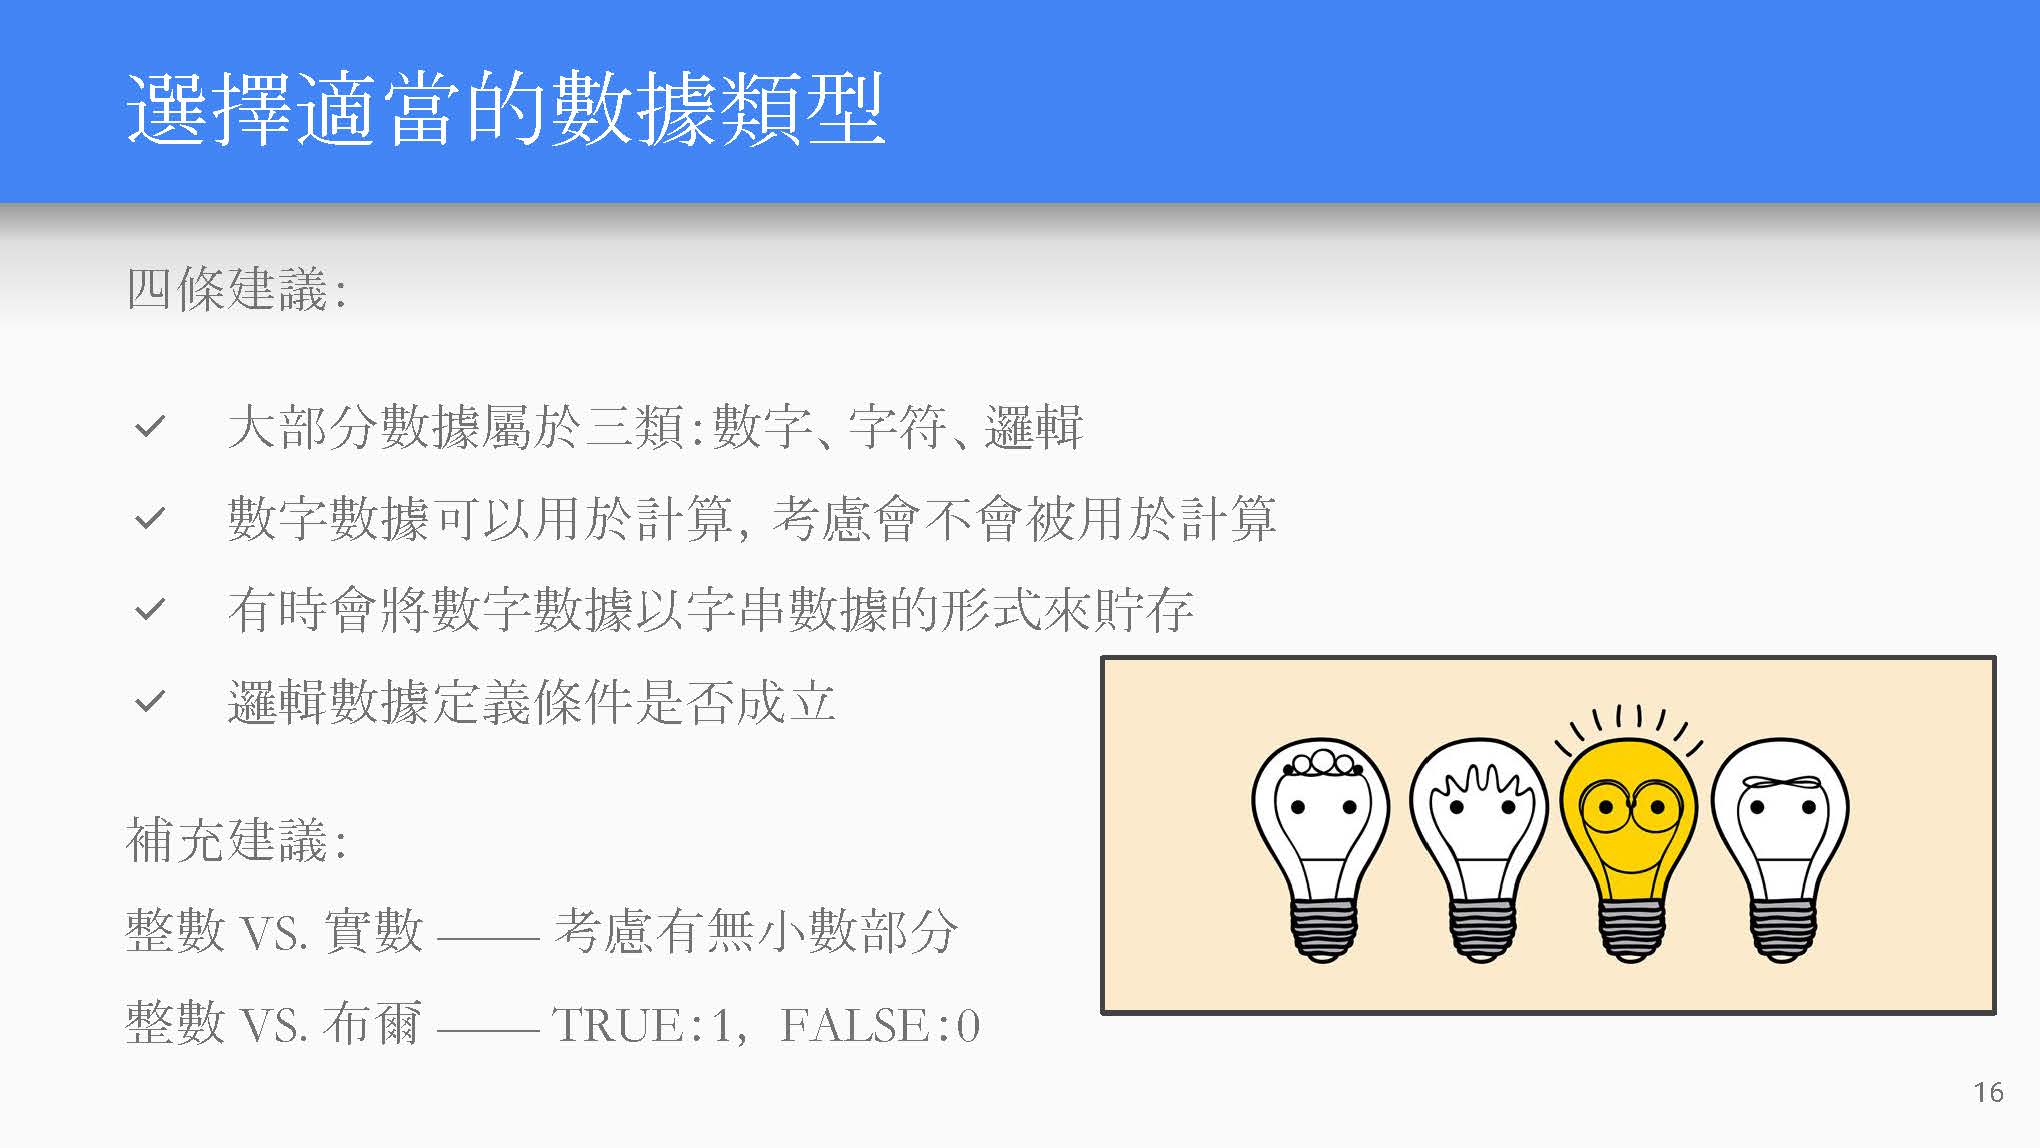 選擇適當的數據類型
四條建議：
✓ 大部分數據屬於三類：數字、字符、邏輯
✓ 數字數據可以用於計算，考慮會不會被用於計算
✓ 有時會將數字數據以字串數據的形式來貯存
✓ 邏輯數據定義條件是否成立
補充建議：
整數 VS. 實數 —— 考慮有無小數部分
整數 VS. 布爾 —— TRUE：1，FALSE：0
16